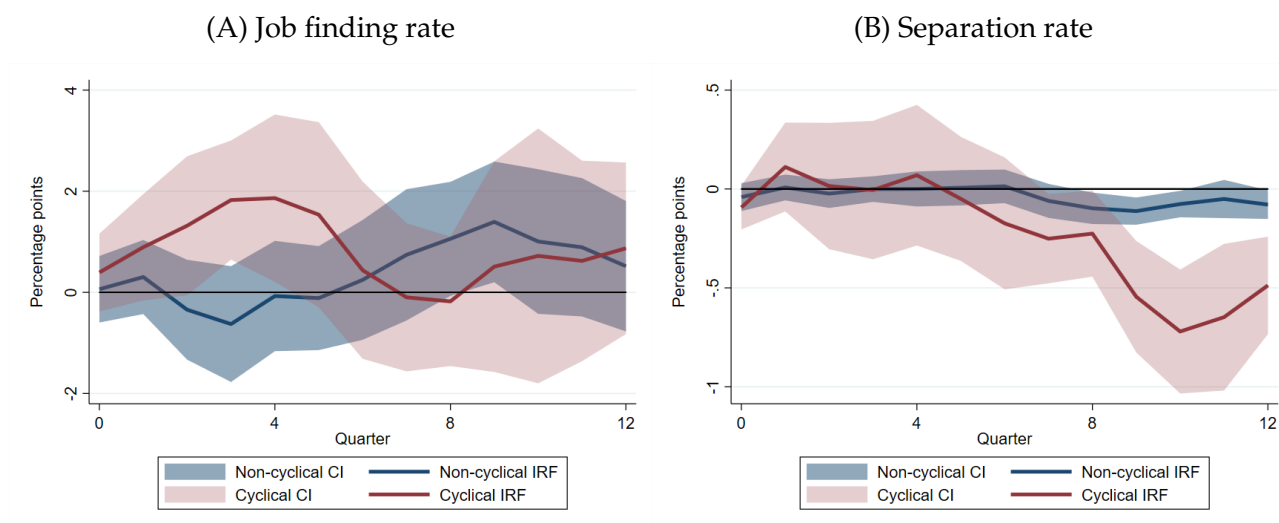 (A) Job finding rate
Percentage points
4
2
0
-2
0
4
8
12
Quarter
Non-cyclical CI
Non-cyclical IRF
Cyclical CI
Cyclical IRF
(B) Separation rate
Percentage points
.5
0
-.5
-1
0
4
8
12
Quarter
Non-cyclical CI
Non-cyclical IRF
Cyclical CI
Cyclical IRF